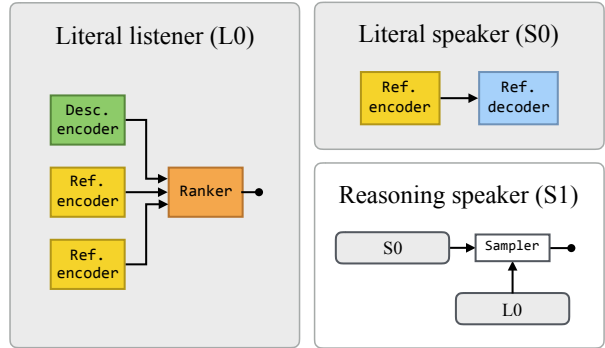 Literal listener (L0)
Desc.
encoder
Ref.
encoder
Ref.
encoder
Ranker
Literal speaker (S0)
Ref.
encoder
Ref.
decoder
Reasoning speaker (S1)
S0
Sampler
L0